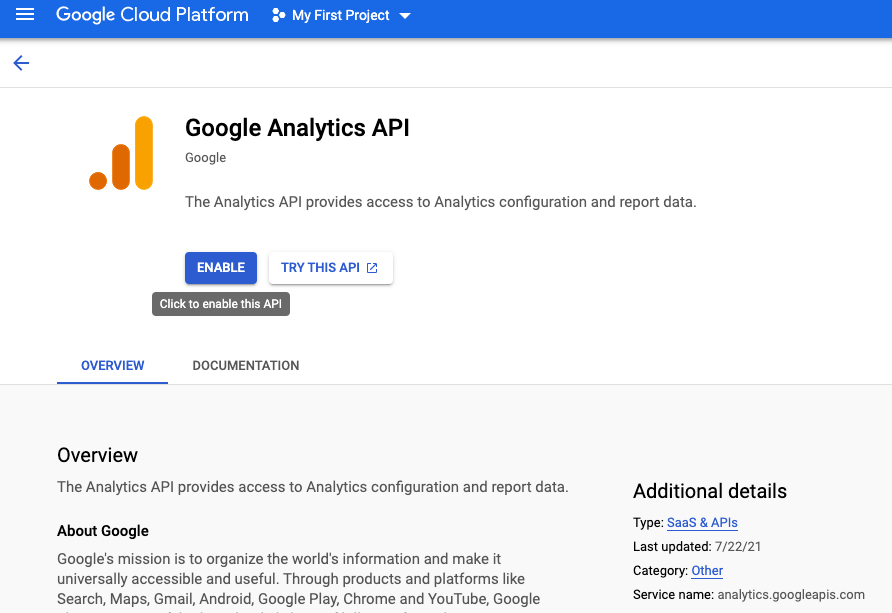 Google Cloud Platform
My First Project
Google Analytics API
Google
The Analytics API provides access to Analytics configuration and report data.
ENABLE
TRY THIS API
Click to enable this API
OVERVIEW
DOCUMENTATION
Overview
The Analytics API provides access to Analytics configuration and report data.
About Google
Google's mission is to organize the world's information and make it
universally accessible and useful. Through products and platforms like
Search, Maps, Gmail, Android, Google Play, Chrome and YouTube, Google
Additional details
Type: SaaS & APIs
Last updated: 7/22/21
Category: Other
Service name: analytics.googleapis.com